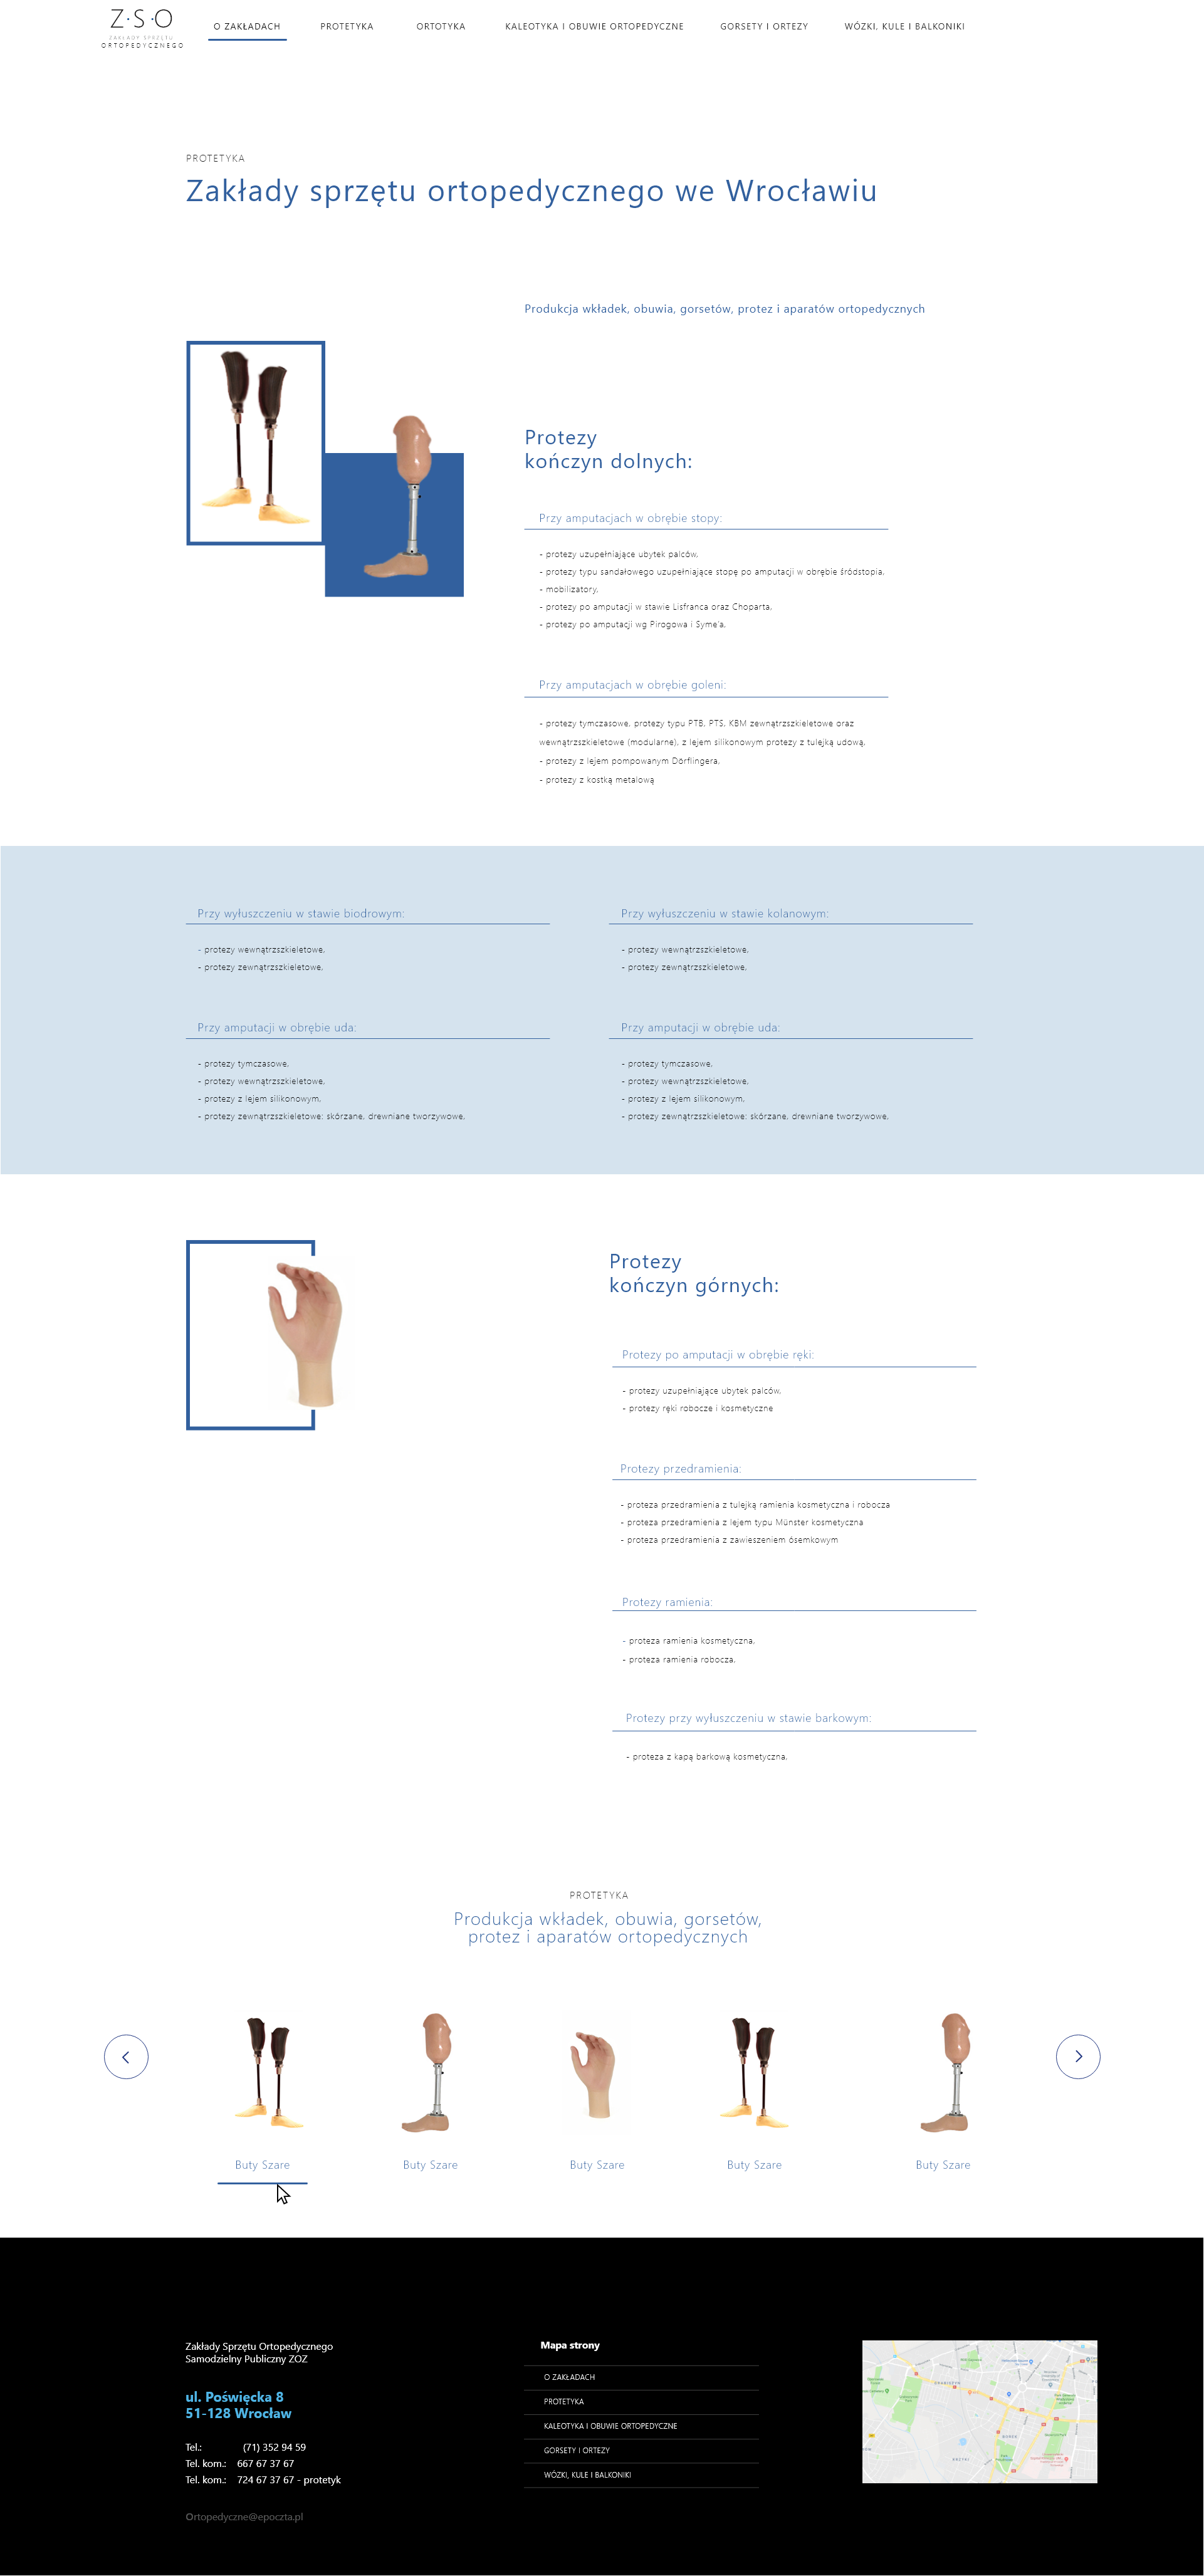 Z·S·O
ZAKŁADY SPRZĘTU
ORTOPEDYCZNEGO
O ZAKŁADACH
PROTETYKA
ORTOTYKA
KALEOTYKA I OBUWIE ORTOPEDYCZNE
GORSETY I ORTEZY
WÓZKI, KULE I BALKONIKI
PROTETYKA
Zakłady sprzętu ortopedycznego we Wrocławiu
Produkcja wkładek, obuwia, gorsetów, protez i aparatów ortopedycznych
Protezy
kończyn dolnych:
Przy amputacjach w obrębie stopy:
- protezy uzupełniające ubytek palców,
- protezy typu sandałowego uzupełniające stopę po amputacji w obrębie śródstopia,
- mobilizatory,
- protezy po amputacji w stawie Lisfranca oraz Choparta,
- protezy po amputacji wg Pirogowa i Syme'a,
Przy amputacjach w obrębie goleni:
- protezy tymczasowe, protezy typu PTB, PTS, KBM zewnątrzszkieletowe oraz
wewnątrzszkieletowe (modularne), z lejem silikonowym protezy z tulejką udową,
- protezy z lejem pompowanym Dörflingera,
- protezy z kostką metalową
Przy wyłuszczeniu w stawie biodrowym:
- protezy wewnątrzszkieletowe,
- protezy zewnątrzszkieletowe,
Przy wyłuszczeniu w stawie kolanowym:
- protezy wewnątrzszkieletowe,
- protezy zewnątrzszkieletowe,
Przy amputacji w obrębie uda:
- protezy tymczasowe,
- protezy wewnątrzszkieletowe,
- protezy z lejem silikonowym,
- protezy zewnątrzszkieletowe: skórzane, drewniane tworzywowe,
Przy amputacji w obrębie uda:
- protezy tymczasowe,
- protezy wewnątrzszkieletowe,
- protezy z lejem silikonowym,
- protezy zewnątrzszkieletowe: skórzane, drewniane tworzywowe,
Protezy
kończyn górnych:
Protezy po amputacji w obrębie ręki:
- protezy uzupełniające ubytek palców,
- protezy ręki robocze i kosmetyczne
Protezy przedramienia:
- proteza przedramienia z tulejką ramienia kosmetyczna i robocza
- proteza przedramienia z lejem typu Münster kosmetyczna
- proteza przedramienia z zawieszeniem ósemkowym
Protezy ramienia:
- proteza ramienia kosmetyczna,
- proteza ramienia robocza,
Protezy przy wyłuszczeniu w stawie barkowym:
- proteza z kapą barkową kosmetyczna.
PROTETYKA
Produkcja wkładek, obuwia, gorsetów,
protez i aparatów ortopedycznych
Buty Szare
Buty Szare
Buty Szare
Buty Szare
Buty Szare
Zakłady Sprzętu Ortopedycznego
Samodzielny Publiczny ZOZ
ul. Poświęcka 8
51-128 Wrocław
Tel.: (71) 352 94 59
Tel. kom.: 667 67 37 67
Tel. kom.: 724 67 37 67 - protetyk
Ortopedyczne@epoczta.pl
Mapa strony
O ZAKŁADACH
PROTETYKA
KALEOTYKA I OBUWIE ORTOPEDYCZNE
GORSETY I ORTEZY
WÓZKI, KULE I BALKONIKI